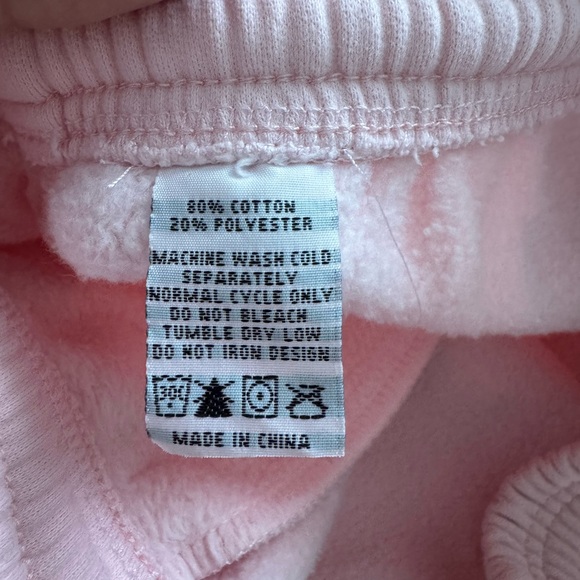 80% COTTON
20% POLYESTER
MACHINE WASH COLD
SEPARATELY
NORMAL CYCLE ONLY
DO NOT BLEACH
TUMBLE DRY LOW
DO NOT IRON DESIGN
MADE IN CHINA